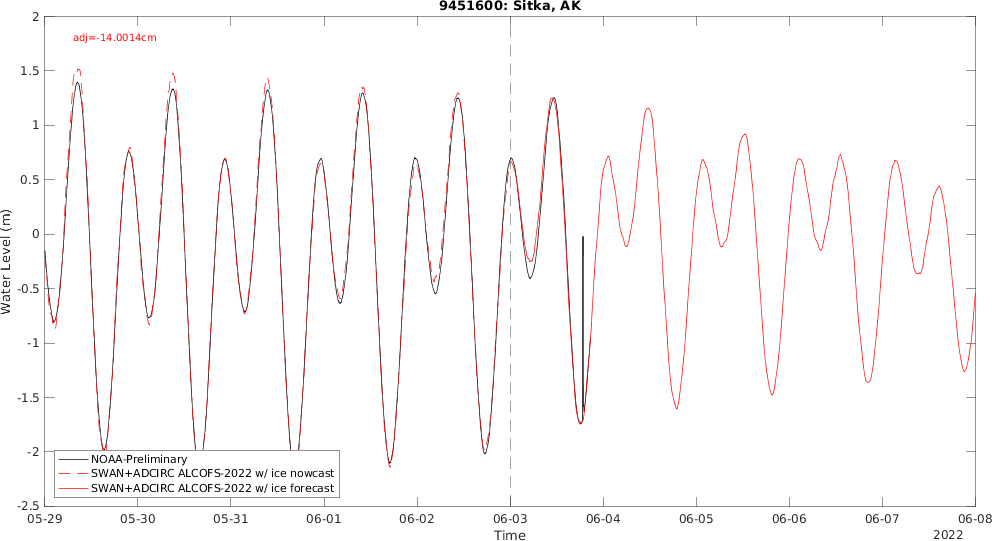 9451600: Sitka, AK
adj=-14.0014cm
Water Level (m)
2
1.5
1
0.5
0
-0.5
-1
-1.5
-2
-2.5
NOAA-Preliminary
SWAN+ADCIRC ALCOFS-2022 w/ ice nowcast
SWAN+ADCIRC ALCOFS-2022 w/ ice forecast
05-29 05-30 05-31 06-01 06-02 06-03 06-04 06-05 06-06 06-07 06-08
Time
2022